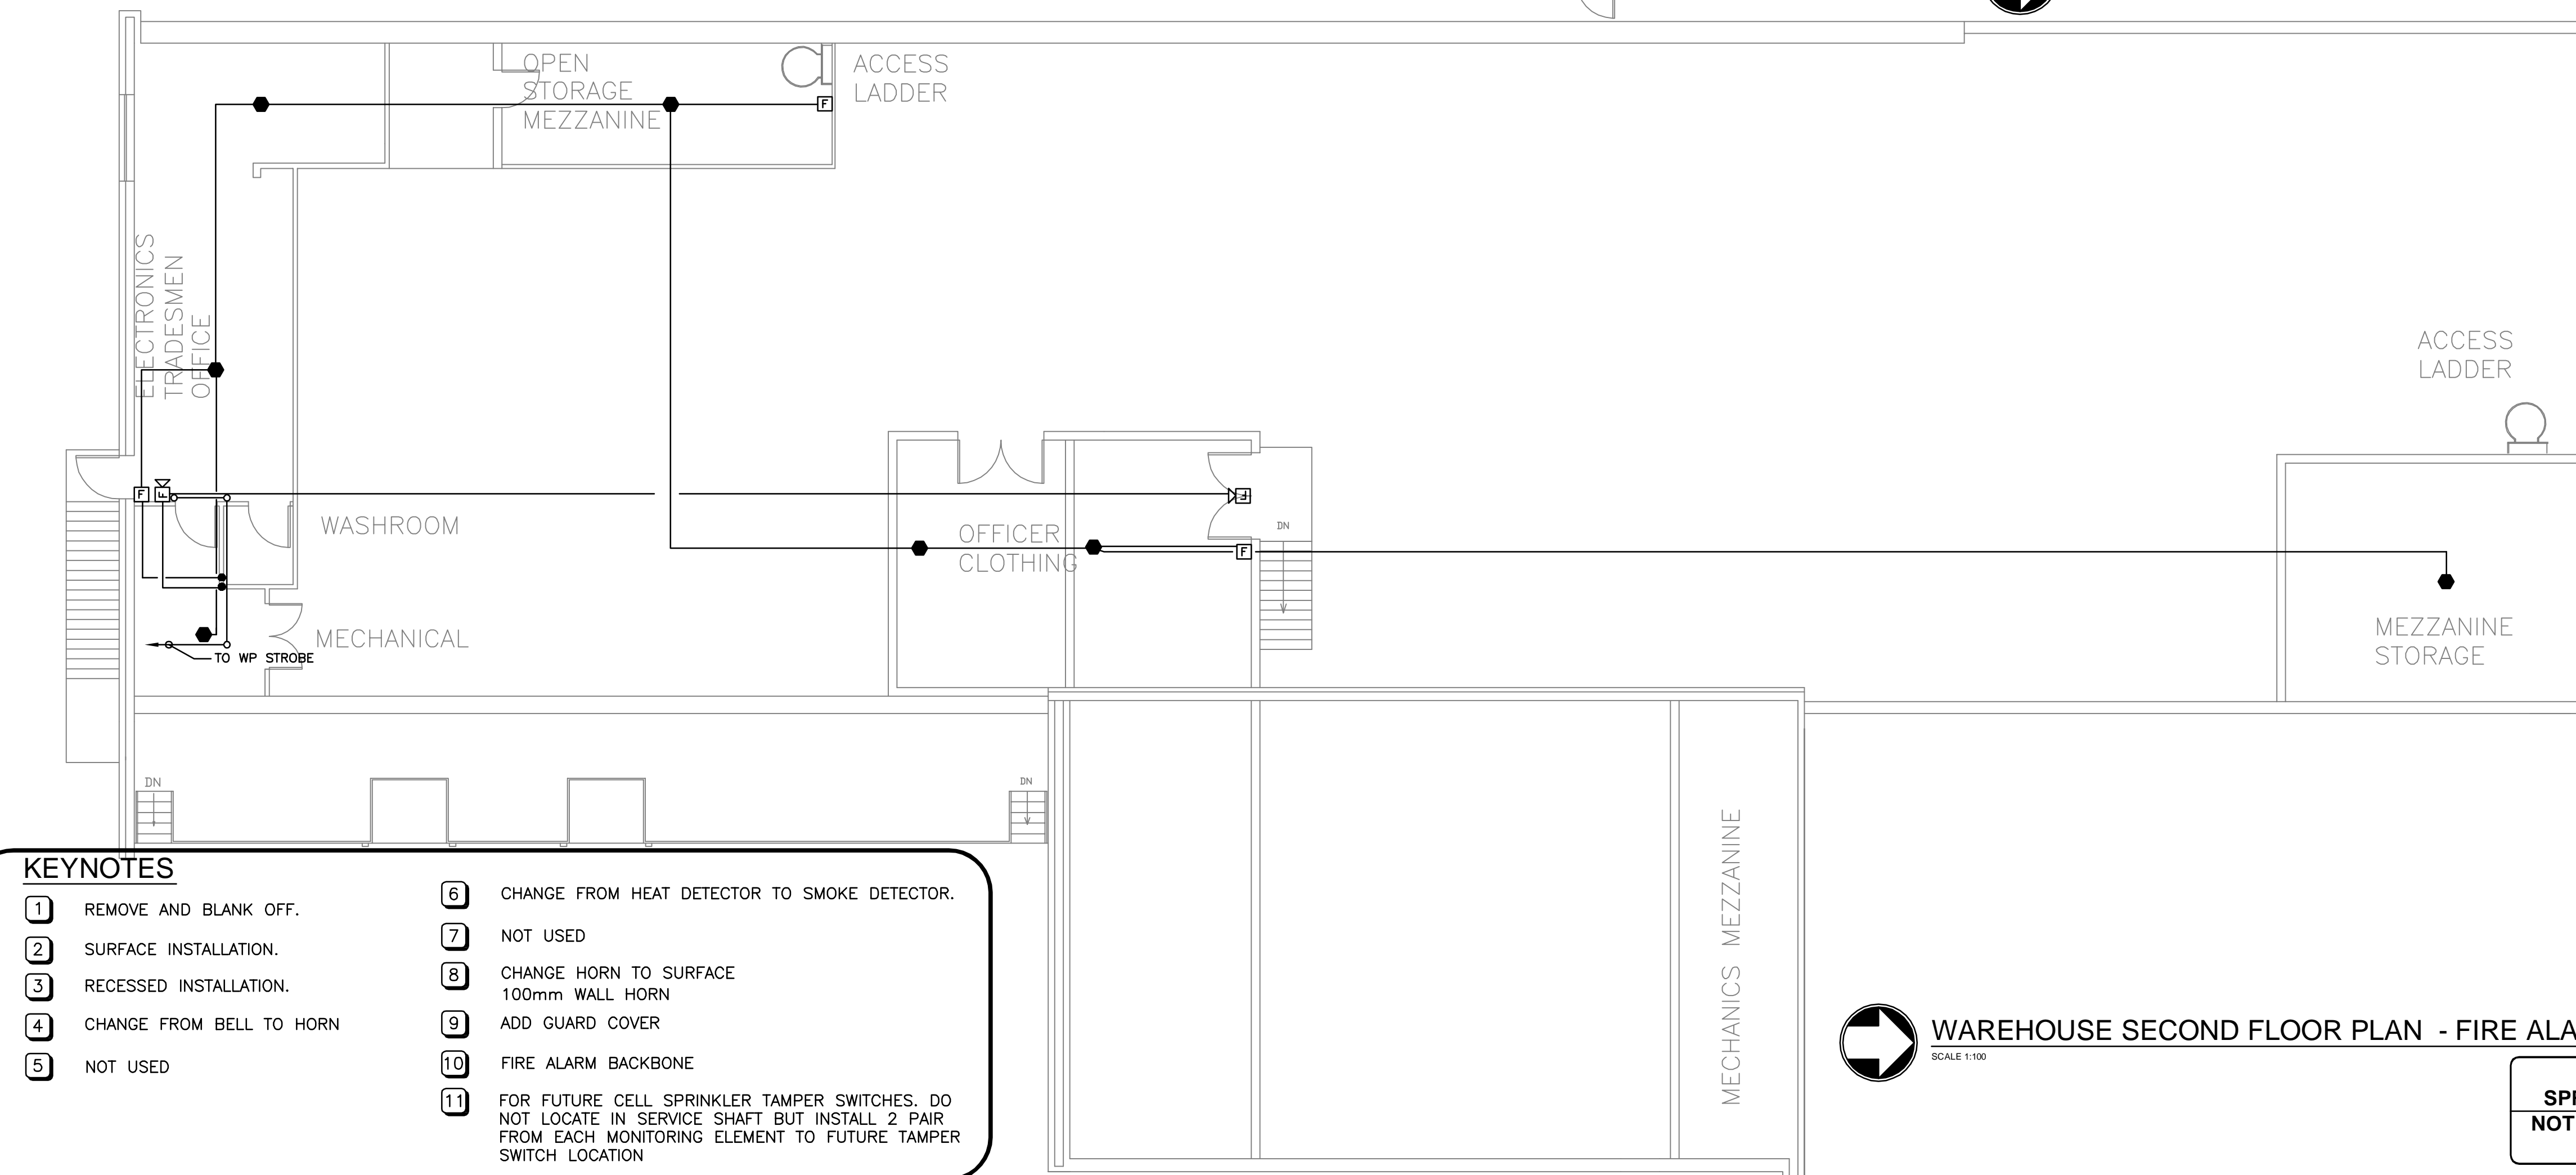 OPEN
STORAGE
MEZZANINE
ACCESS
LADDER
F
ELECTRONICS
TRADESMEN
OFFICE
ACCESS
LADDER
F
F
F
WASHROOM
OFFICER
CLOTHING
DN
F
MECHANICAL
TO WP STROBE
MEZZANINE
STORAGE
DN
DN
MECHANICS MEZZANINE
KEYNOTES
1 REMOVE AND BLANK OFF.
2 SURFACE INSTALLATION.
3 RECESSED INSTALLATION.
4 CHANGE FROM BELL TO HORN
5 NOT USED
6 CHANGE FROM HEAT DETECTOR TO SMOKE DETECTOR.
7 NOT USED
8 CHANGE HORN TO SURFACE
100mm WALL HORN
9 ADD GUARD COVER
10 FIRE ALARM BACKBONE
11 FOR FUTURE CELL SPRINKLER TAMPER SWITCHES. DO
NOT LOCATE IN SERVICE SHAFT BUT INSTALL 2 PAIR
FROM EACH MONITORING ELEMENT TO FUTURE TAMPER
SWITCH LOCATION
WAREHOUSE SECOND FLOOR PLAN - FIRE ALA
SCALE 1:100
NOT